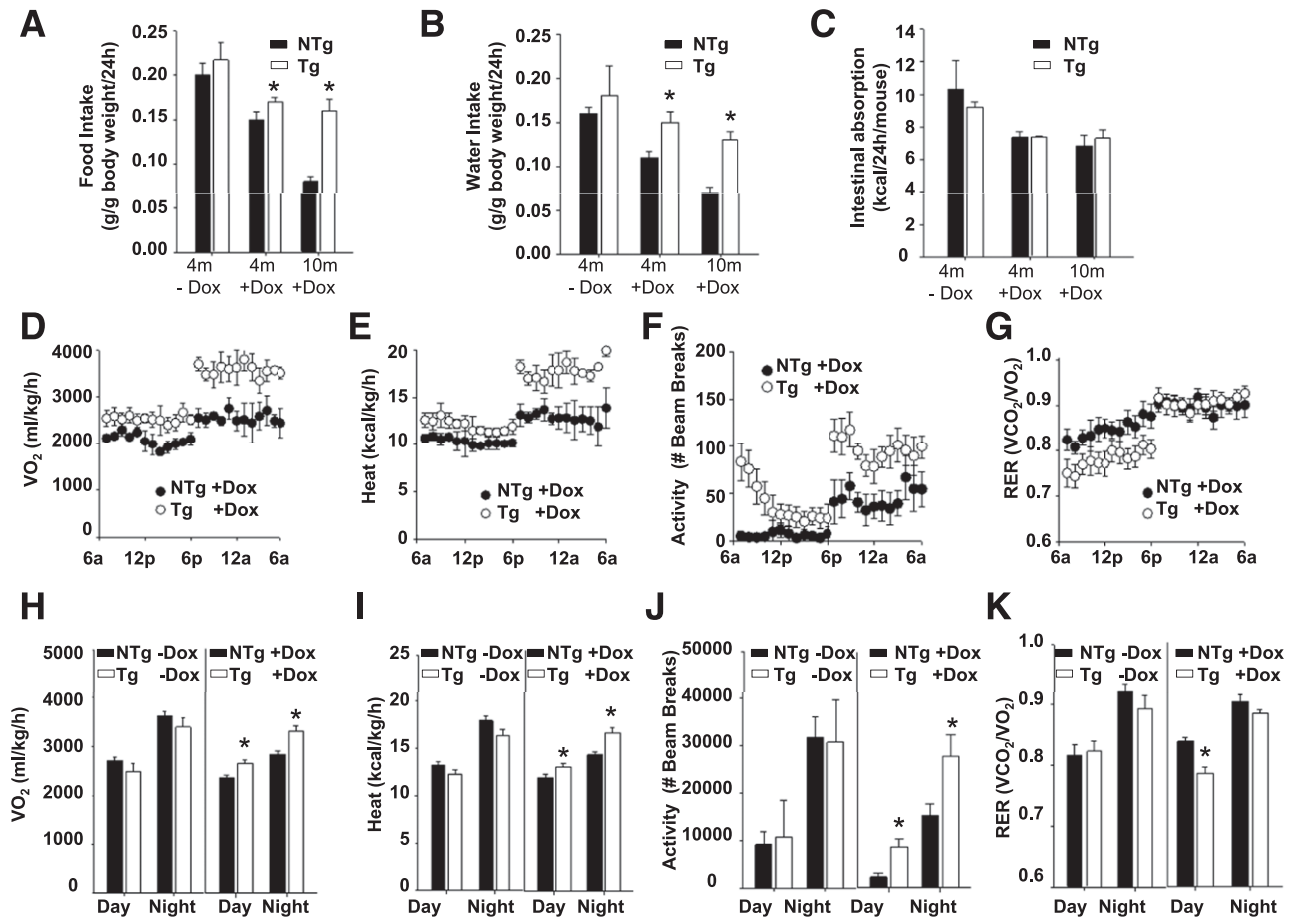 A
Food Intake
(g/g body weight/24h)
0.25
0.20
0.15
0.10
0.05
0.00
NTg
Tg
*
*
4m 4m 10m
- Dox +Dox +Dox
B
Water Intake
(g/g body weight/24h)
0.25
0.20
0.15
0.10
0.05
0.00
NTg
Tg
*
*
4m 4m 10m
- Dox +Dox +Dox
C
Intestinal absorption
(kcal/24h/mouse)
14
12
10
8
6
4
2
0
NTg
Tg
4m 4m 10m
- Dox +Dox +Dox
D
VO2 (ml/kg/h)
4000
3000
2000
1000
0
NTg +Dox
Tg +Dox
6a 12p 6p 12a 6a
E
Heat (kcal/kg/h)
20
15
10
5
0
NTg +Dox
Tg +Dox
6a 12p 6p 12a 6a
F
Activity (# Beam Breaks)
200
150
100
50
0
NTg +Dox
Tg +Dox
6a 12p 6p 12a 6a
G
RER (VCO2/VO2)
1.0
0.9
0.8
0.7
0.6
NTg +Dox
Tg +Dox
6a 12p 6p 12a 6a
H
VO2 (ml/kg/h)
5000
4000
3000
2000
1000
0
NTg -Dox NTg +Dox
Tg -Dox Tg +Dox
*
*
Day Night Day Night
I
Heat (kcal/kg/h)
25
20
15
10
5
0
NTg -Dox NTg +Dox
Tg -Dox Tg +Dox
*
*
Day Night Day Night
J
Activity (# Beam Breaks)
50000
40000
30000
20000
10000
0
NTg -Dox NTg +Dox
Tg -Dox Tg +Dox
*
*
Day Night Day Night
K
RER (VCO2/VO2)
1.0
0.9
0.8
0.7
0.6
NTg -Dox NTg +Dox
Tg -Dox Tg +Dox
*
Day Night Day Night